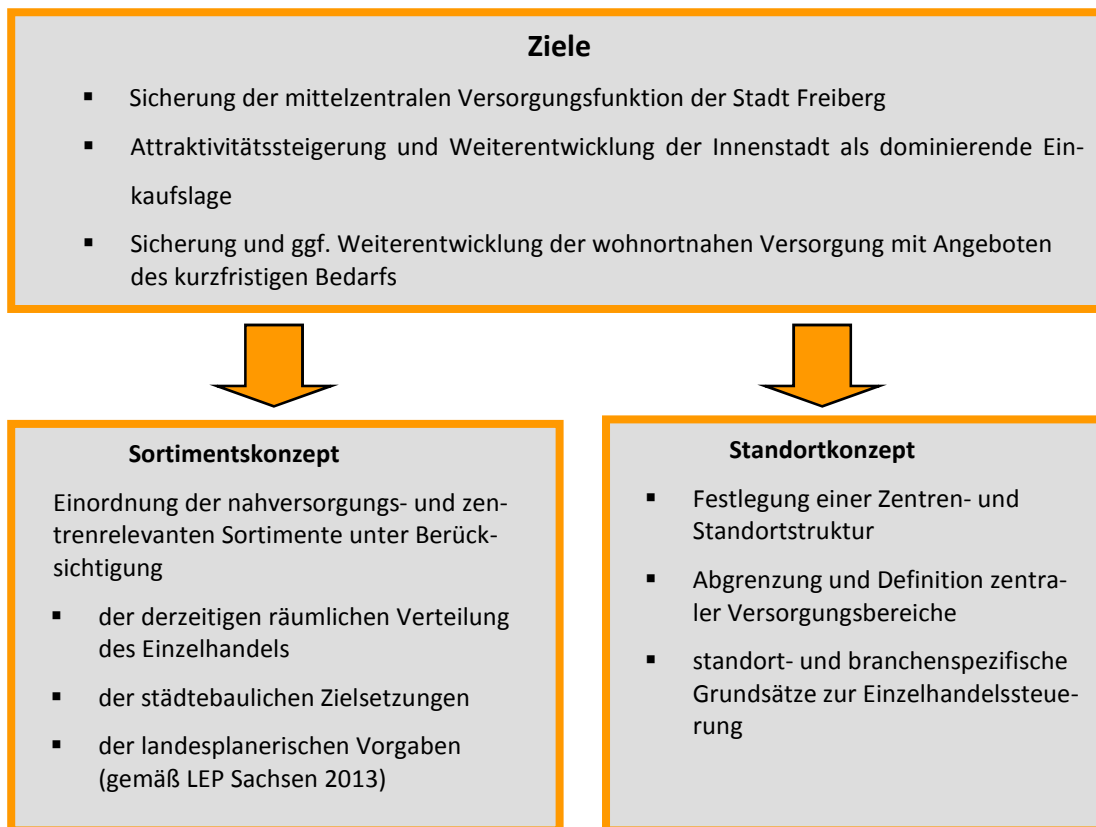 Ziele
▪ Sicherung der mittelzentralen Versorgungsfunktion der Stadt Freiberg
▪ Attraktivitätssteigerung und Weiterentwicklung der Innenstadt als dominierende Ein-
kaufslage
▪ Sicherung und ggf. Weiterentwicklung der wohnortnahen Versorgung mit Angeboten
des kurzfristigen Bedarfs
Sortimentskonzept
Einordnung der nahversorgungs- und zen-
trenrelevanten Sortimente unter Berück-
sichtigung
▪ der derzeitigen räumlichen Verteilung
des Einzelhandels
▪ der städtebaulichen Zielsetzungen
▪ der landesplanerischen Vorgaben
(gemäß LEP Sachsen 2013)
Standortkonzept
▪ Festlegung einer Zentren- und
Standortstruktur
▪ Abgrenzung und Definition zentra-
ler Versorgungsbereiche
▪ standort- und branchenspezifische
Grundsätze zur Einzelhandelssteue-
rung